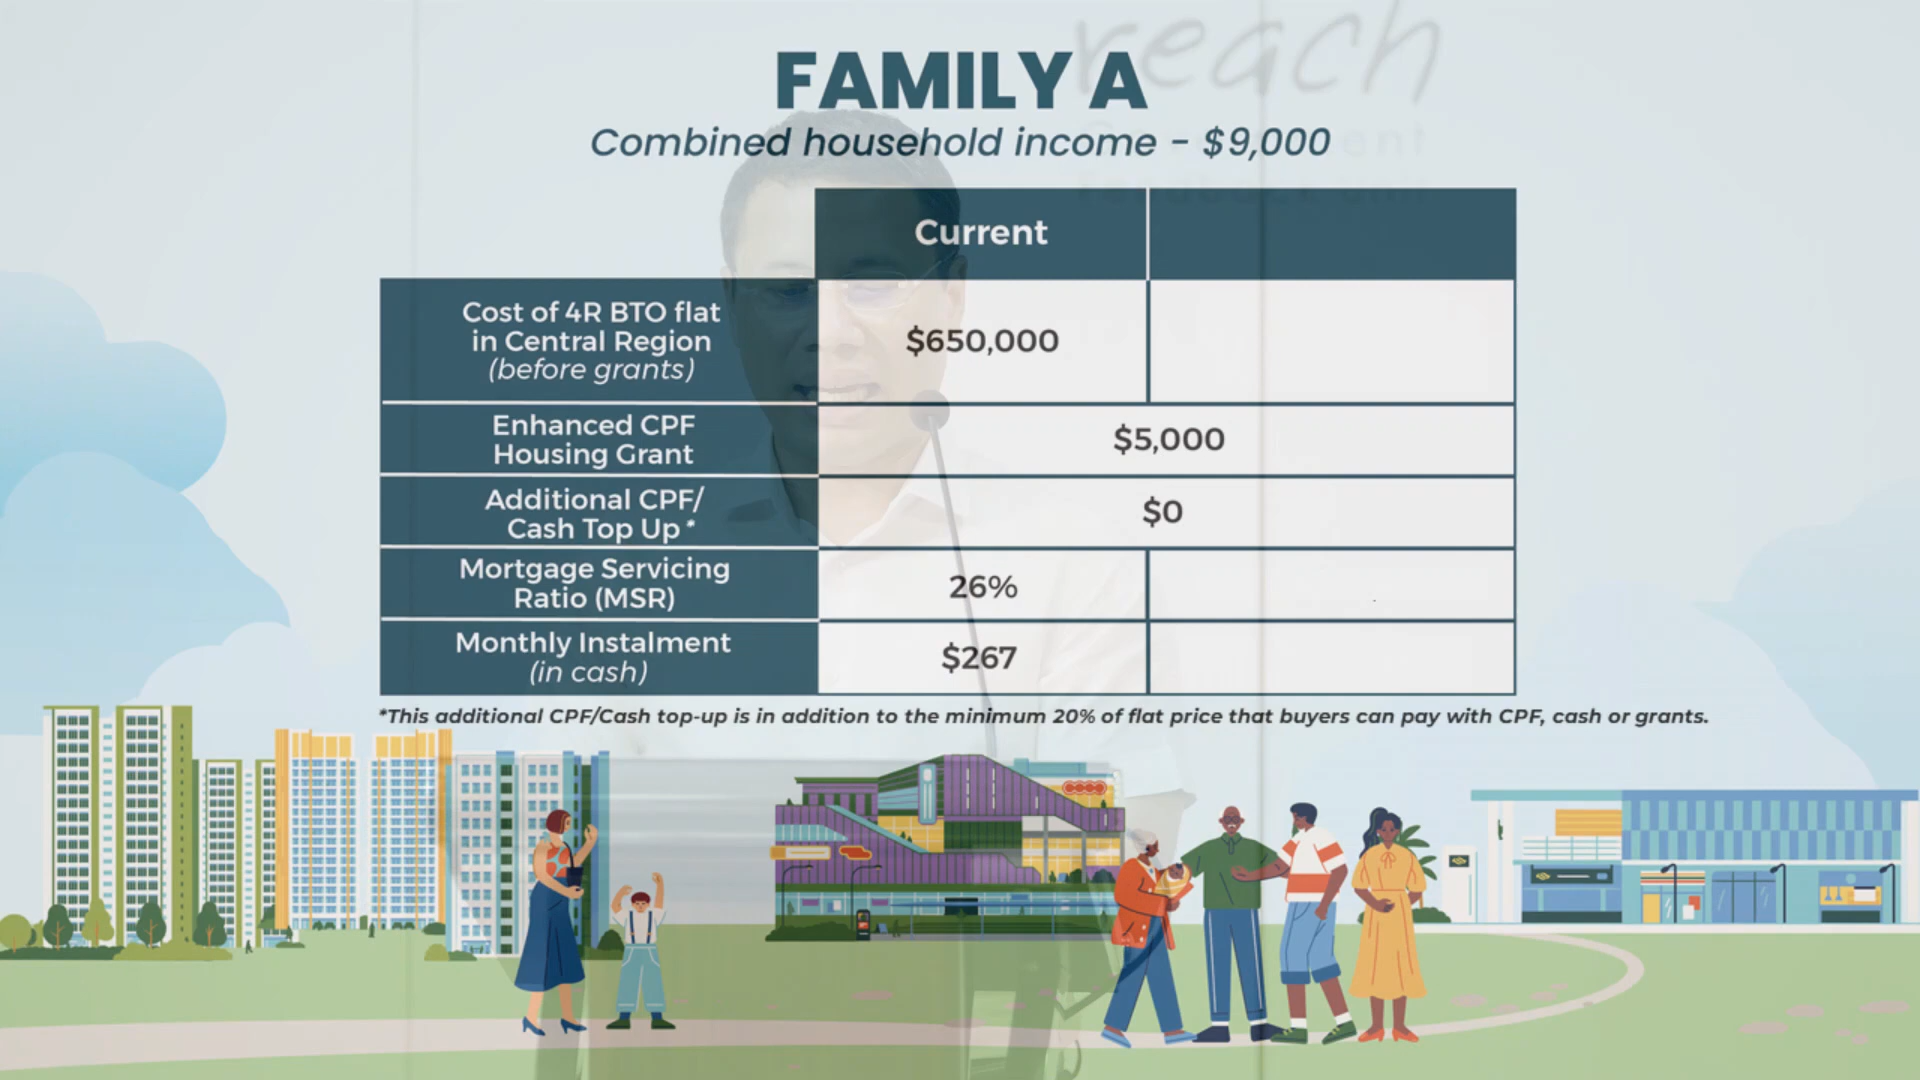 reach
FAMILY A
Combined household income - $9,000
Current
Cost of 4R BTO flat
in Central Region
(before grants)
$650,000
Enhanced CPF
Housing Grant
$5,000
Additional CPF/
Cash Top Up*
$0
Mortgage Servicing
Ratio (MSR)
26%
Monthly Instalment
(in cash)
$267
*This additional CPF/Cash top-up is in addition to the minimum 20% of flat price that buyers can pay with CPF, cash or grants.